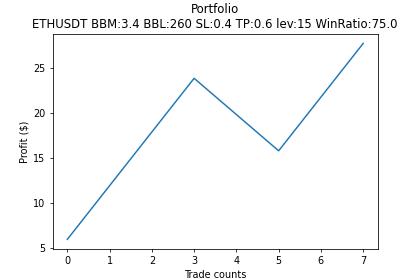 Portfolio
ETHUSDT BBM:3.4 BBL:260 SL:0.4 TP:0.6 lev:15 WinRatio:75.0
25
20
15
10
5
Profit ($)
0 1 2 3 4 5 6 7
Trade counts